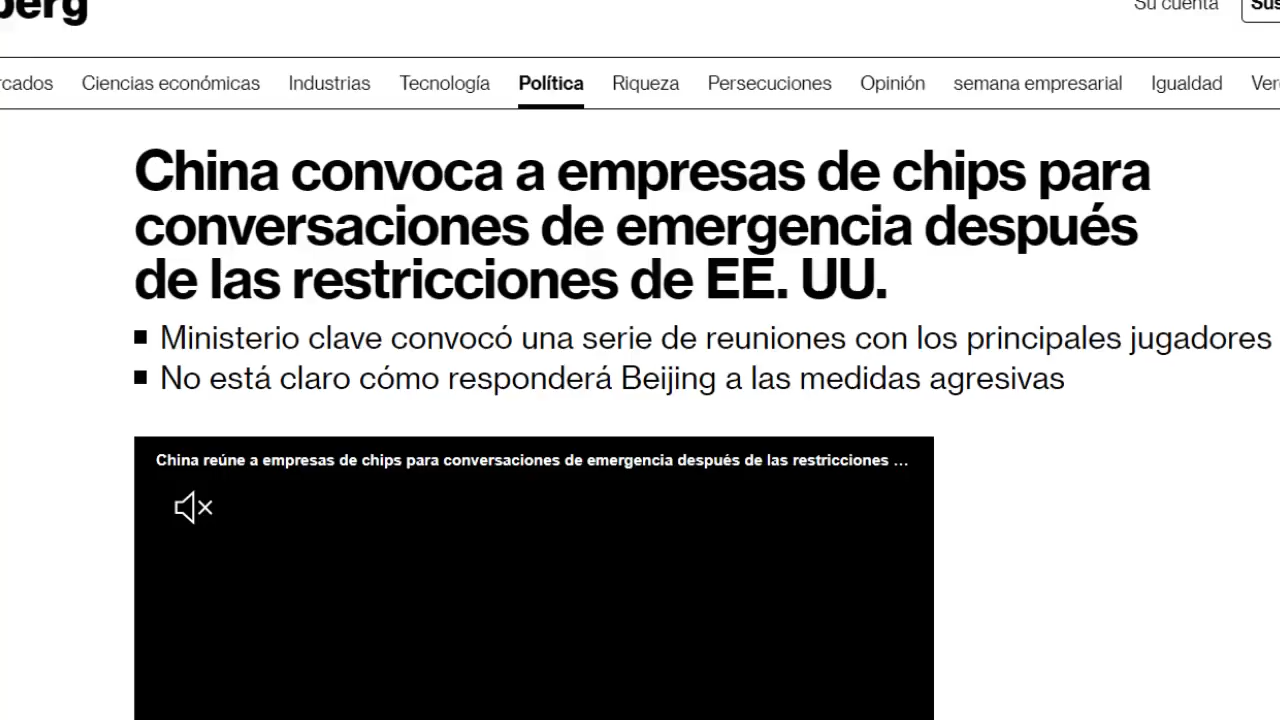 berg
Su cuenta
Sus
rcados Ciencias económicas Industrias Tecnología Política Riqueza Persecuciones Opinión semana empresarial Igualdad Ver
China convoca a empresas de chips para
conversaciones de emergencia después
de las restricciones de EE. UU.
Ministerio clave convocó una serie de reuniones con los principales jugadores
No está claro cómo responderá Beijing a las medidas agresivas
China reúne a empresas de chips para conversaciones de emergencia después de las restricciones ...